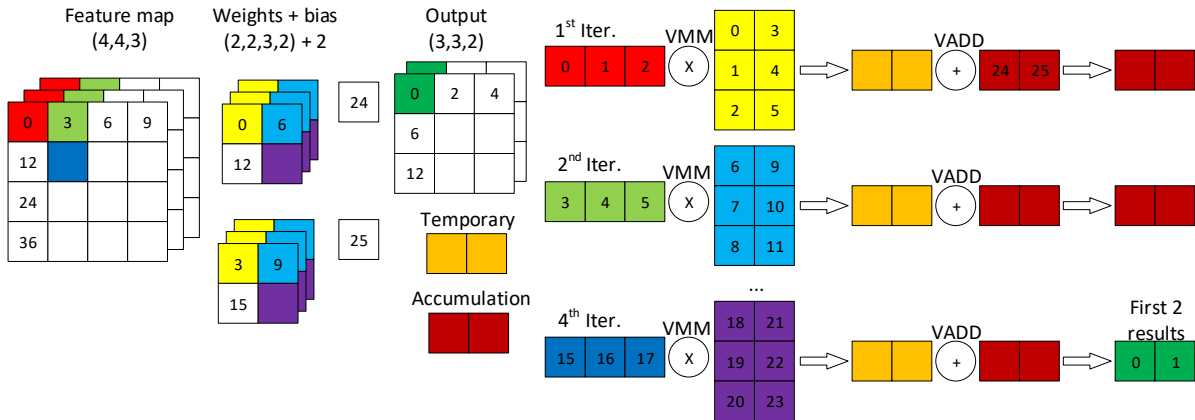 Feature map
(4,4,3)
0 3 6 9
12
24
36
Weights + bias
(2,2,3,2) + 2
0 6
12
24
3 9
15
25
Output
(3,3,2)
0 2 4
6
12
Temporary
Accumulation
1st Iter.
0 1 2
VMM
X
0 3
1 4
2 5
VADD
+
24 25
2nd Iter.
3 4 5
VMM
X
6 9
7 10
8 11
VADD
+
...
4th Iter.
15 16 17
VMM
X
18 21
19 22
20 23
VADD
+
First 2
results
0 1